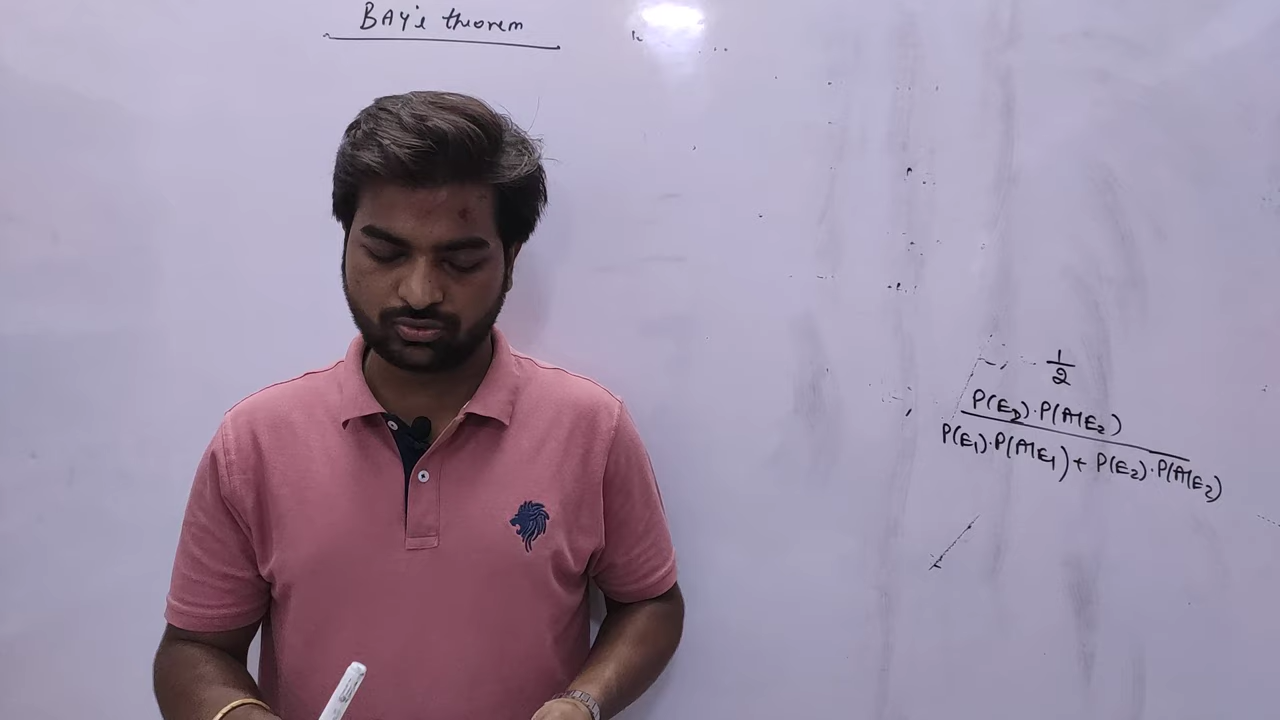 BAY'e theorem
1
2
P(E₂).P(A|E₂)
P(E₁).P(A|E₁) + P(E₂).P(A|E₂)